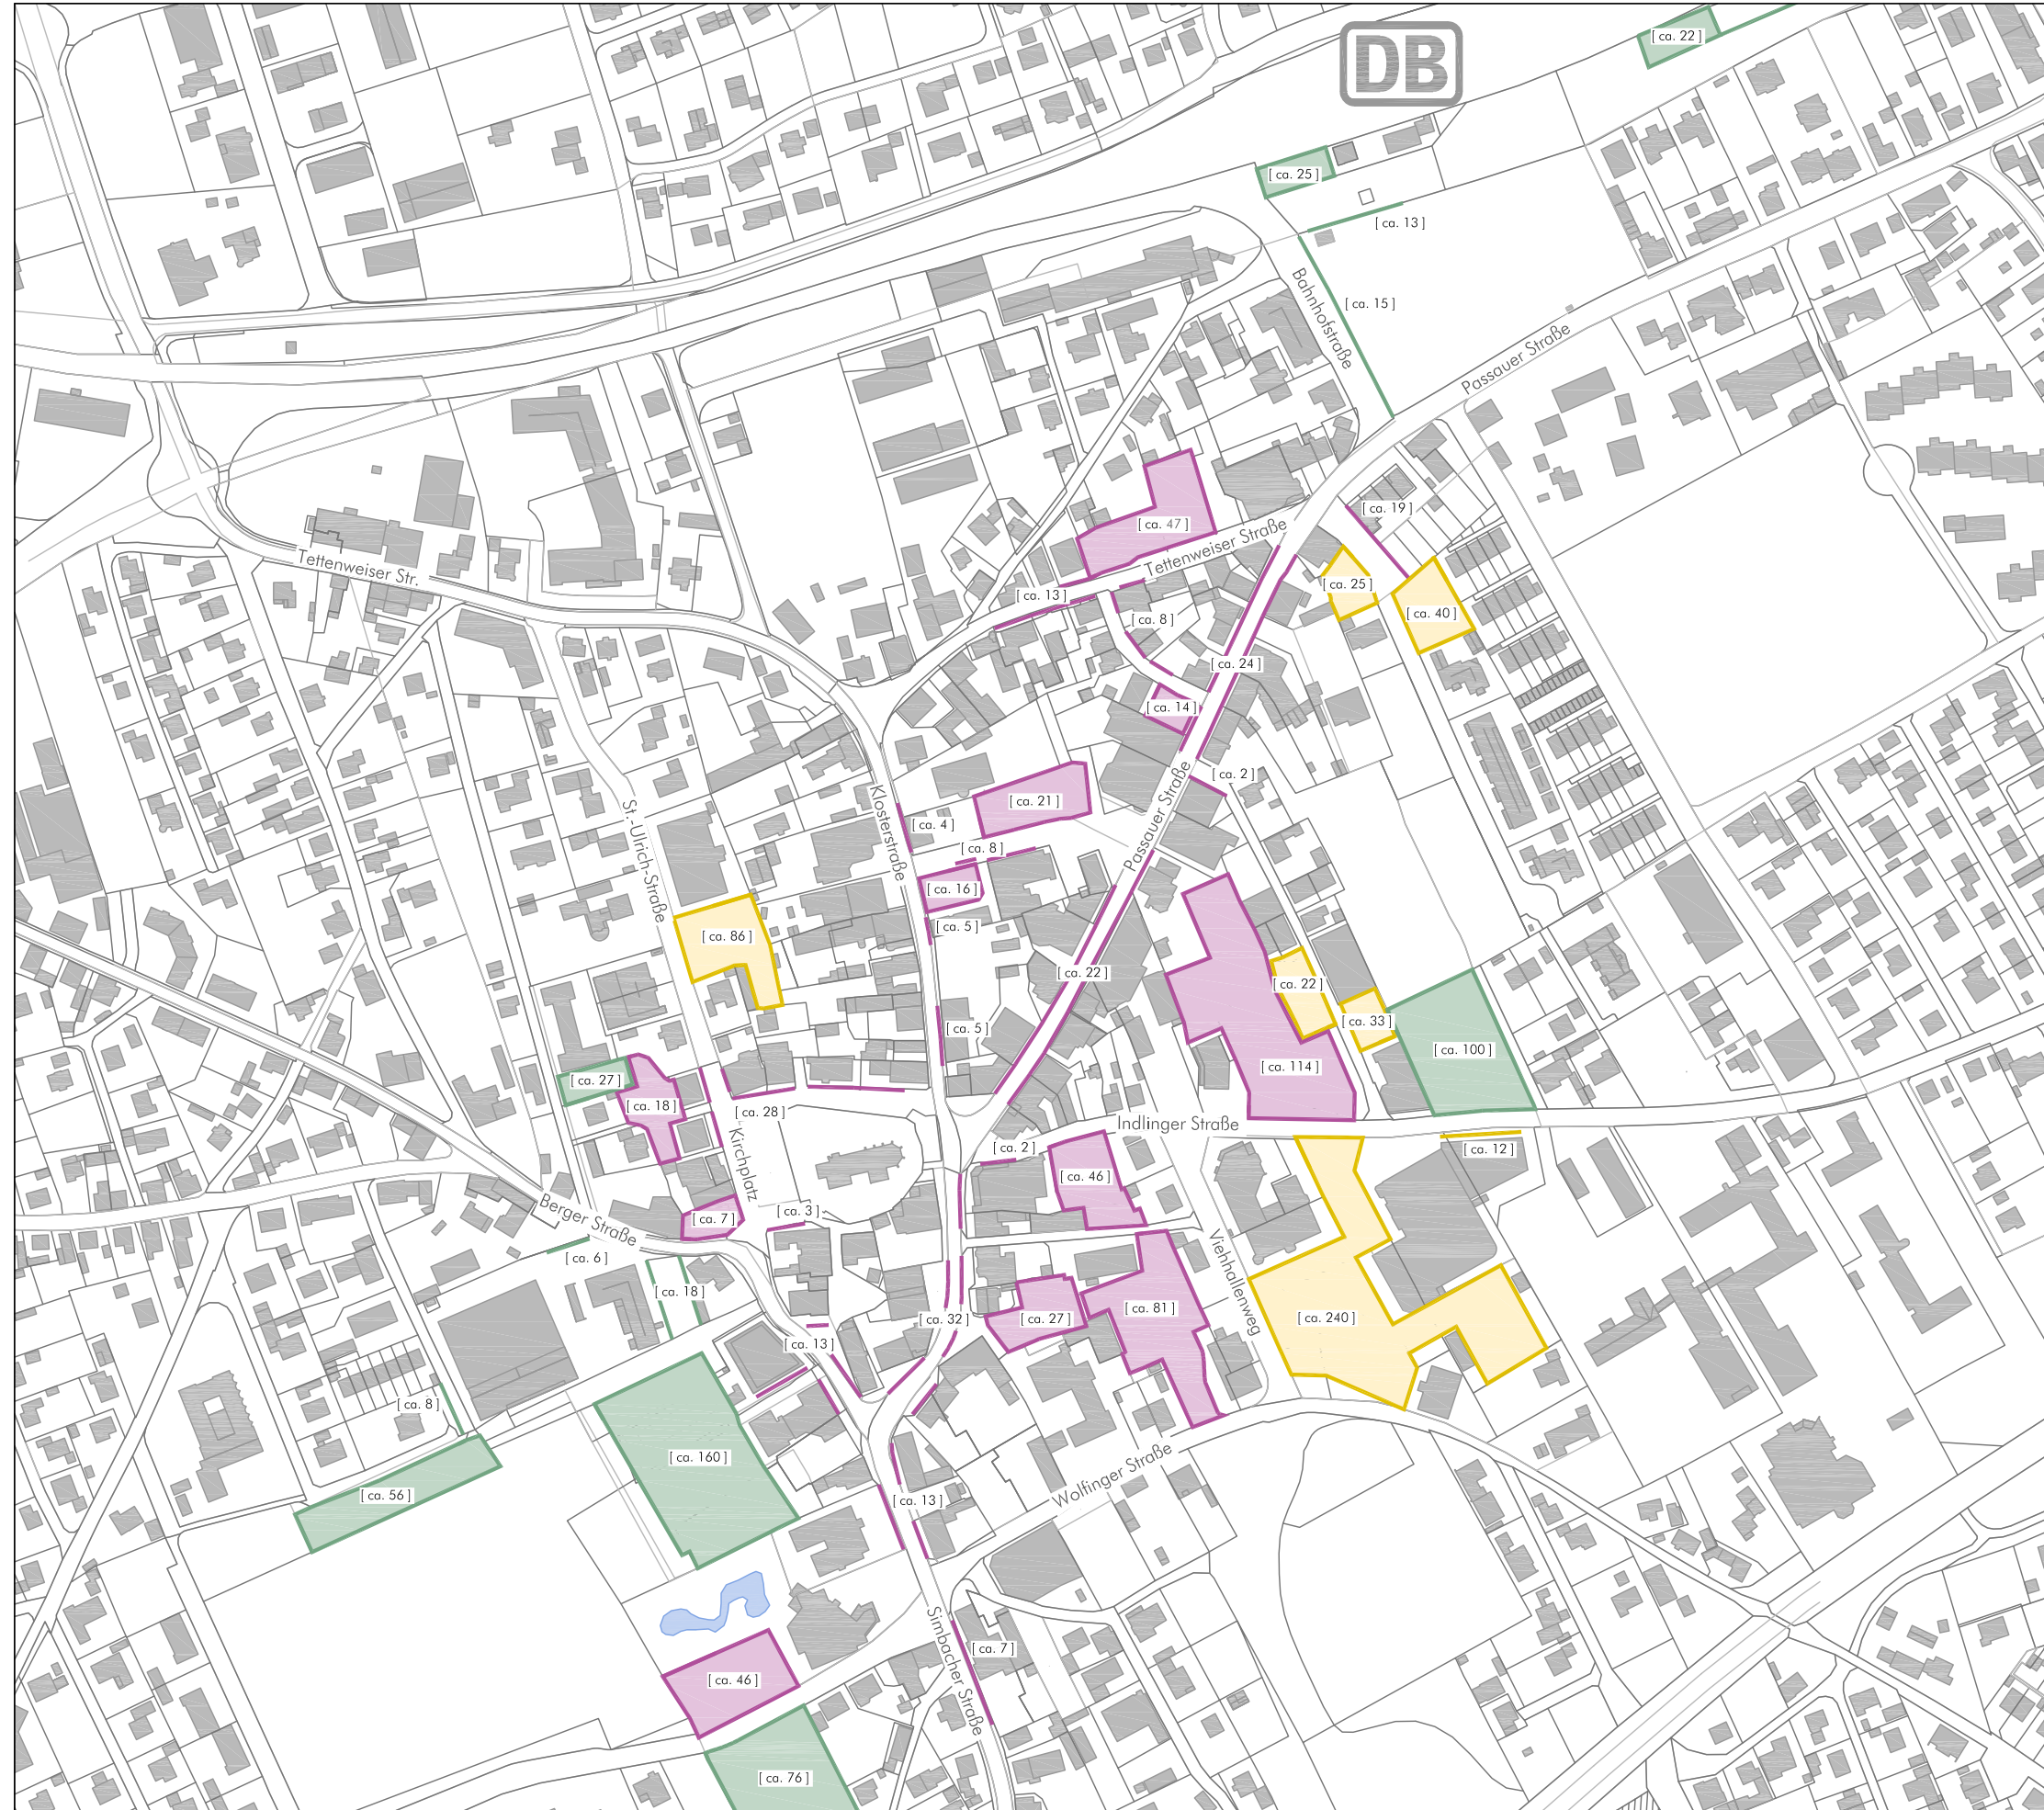 [ ca. 22 ]
DB
[ ca. 25 ]
[ ca. 13 ]
Bahnhofstraße
[ ca. 15 ]
Passauer Straße
[ ca. 19 ]
[ ca. 47 ]
Tettenweiser Straße
Tettenweiser Str.
[ ca. 25 ]
[ ca. 13 ]
[ ca. 40 ]
[ ca. 8 ]
[ ca. 24 ]
[ ca. 14 ]
[ ca. 2 ]
[ ca. 21 ]
Klosterstraße
[ ca. 4 ]
Passauer Straße
St.-Ulrich-Straße
[ ca. 8 ]
[ ca. 16 ]
[ ca. 5 ]
[ ca. 86 ]
[ ca. 22 ]
[ ca. 22 ]
[ ca. 33 ]
[ ca. 5 ]
[ ca. 100 ]
[ ca. 114 ]
[ ca. 27 ]
[ ca. 18 ]
[ ca. 28 ]
Indlinger Straße
Kirchplatz
[ ca. 2 ]
[ ca. 12 ]
[ ca. 46 ]
[ ca. 3 ]
[ ca. 7 ]
Berger Straße
[ ca. 6 ]
Viehhallenweg
[ ca. 18 ]
[ ca. 81 ]
[ ca. 32 ]
[ ca. 27 ]
[ ca. 240 ]
[ ca. 13 ]
[ ca. 8 ]
[ ca. 160 ]
Wolfinger Straße
[ ca. 56 ]
[ ca. 13 ]
Simbacher Straße
[ ca. 7 ]
[ ca. 46 ]
[ ca. 76 ]